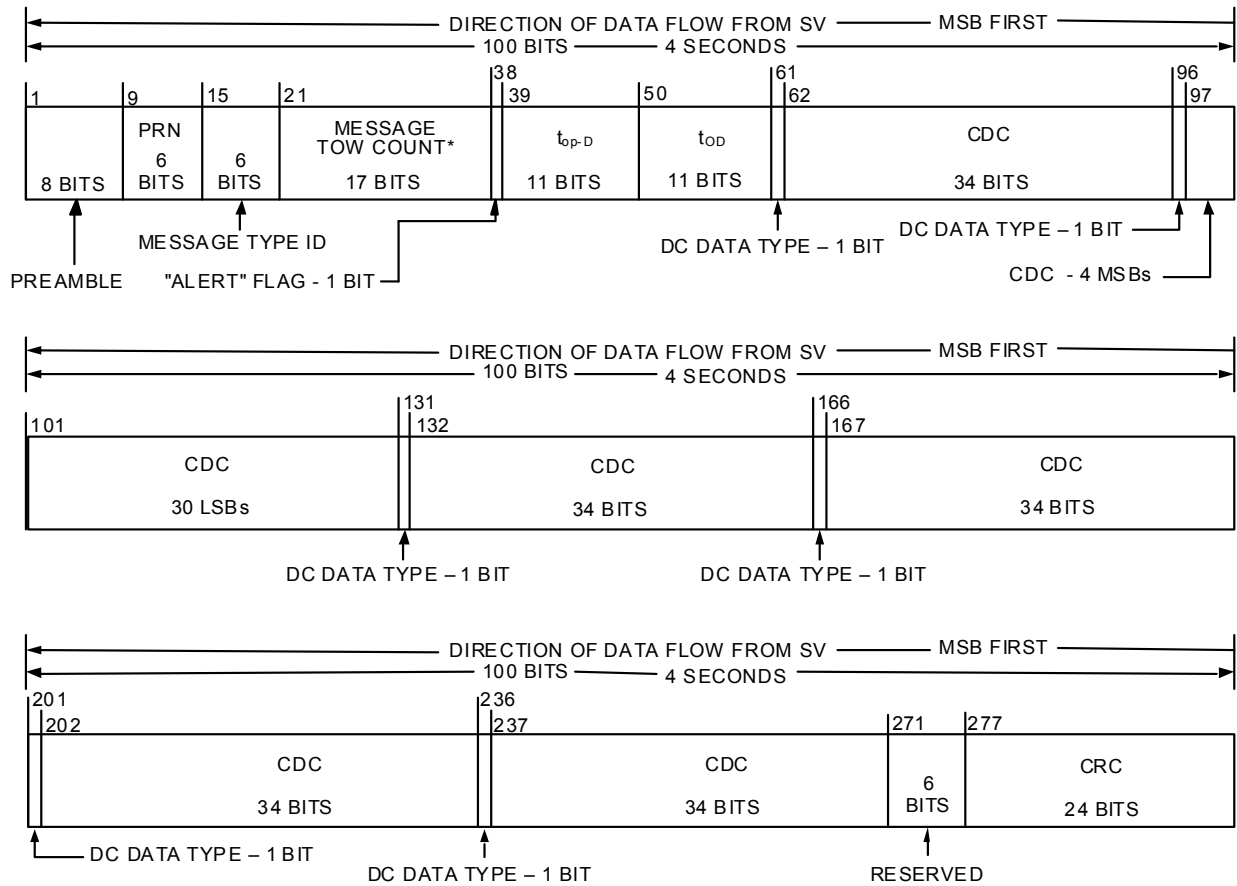 DIRECTION OF DATA FLOW FROM SV MSB FIRST
100 BITS 4 SECONDS
1 9 15 21 38 39 50 61 62 96 97
8 BITS
PRN
6
BITS
6
BITS
MESSAGE
TOW COUNT*
17 BITS
top-D
11 BITS
tOD
11 BITS
CDC
34 BITS
PREAMBLE
MESSAGE TYPE ID
"ALERT" FLAG - 1 BIT
DC DATA TYPE – 1 BIT
DC DATA TYPE – 1 BIT
CDC - 4 MSBs
DIRECTION OF DATA FLOW FROM SV MSB FIRST
100 BITS 4 SECONDS
101 131 132 166 167
CDC
30 LSBs
CDC
34 BITS
CDC
34 BITS
DC DATA TYPE – 1 BIT
DC DATA TYPE – 1 BIT
DIRECTION OF DATA FLOW FROM SV MSB FIRST
100 BITS 4 SECONDS
201 202 236 237 271 277
CDC
34 BITS
CDC
34 BITS
6
BITS
CRC
24 BITS
DC DATA TYPE – 1 BIT
DC DATA TYPE – 1 BIT
RESERVED